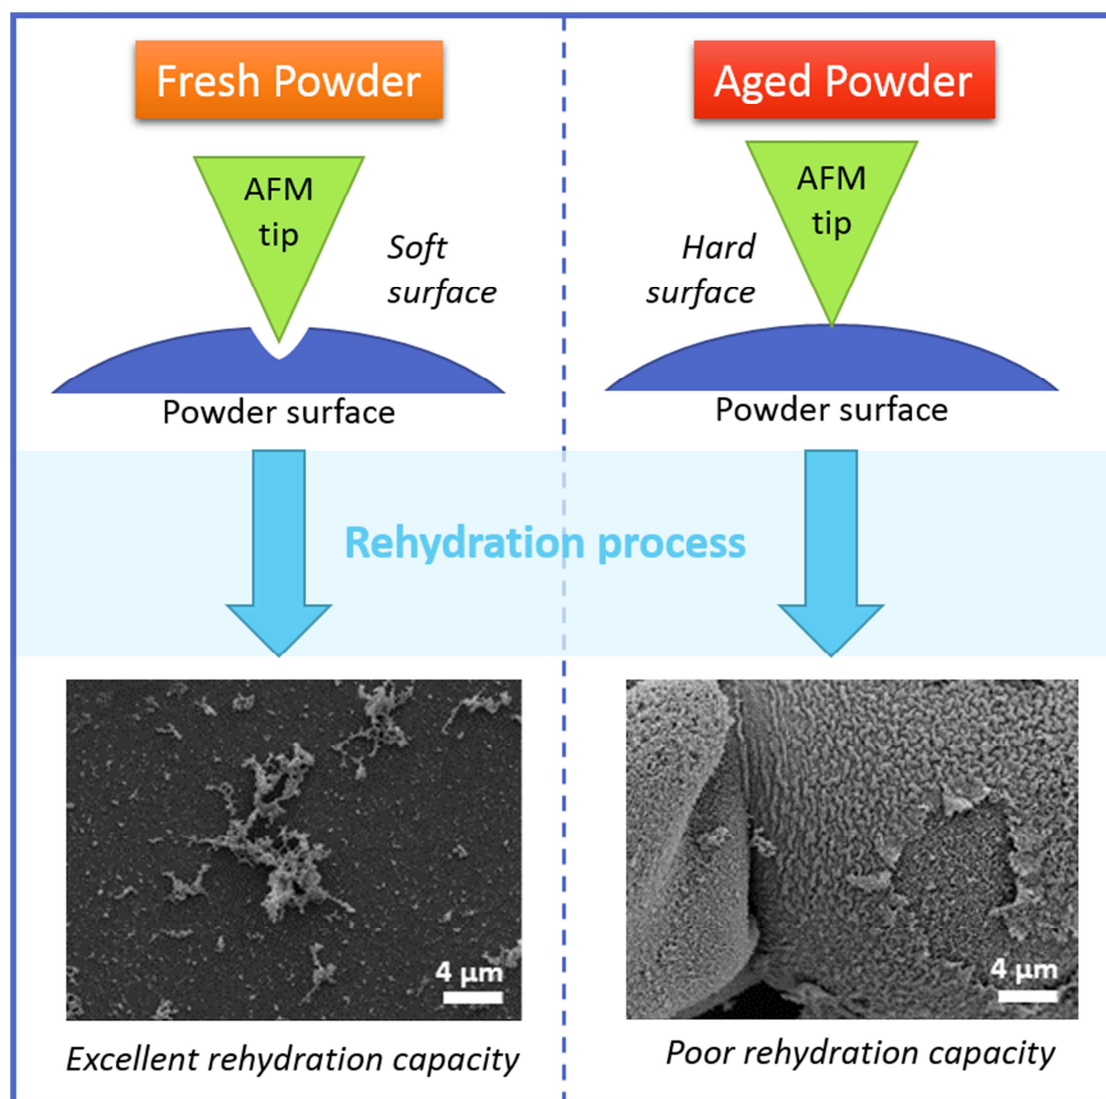 Fresh Powder
AFM
tip
Soft
surface
Powder surface
Aged Powder
AFM
tip
Hard
surface
Powder surface
Rehydration process
4 µm
Excellent rehydration capacity
4 µm
Poor rehydration capacity